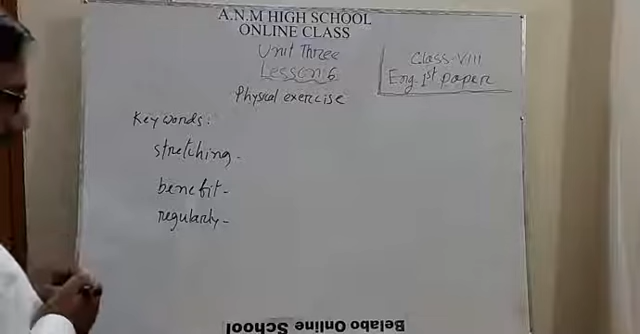 A.N.M HIGH SCHOOL
ONLINE CLASS
Unit Three
Lesson: 6
Physical exercise
Class-VIII
Eng. 1st paper
Key words:
stretching-
benefit-
regularly-
Belabo Online School